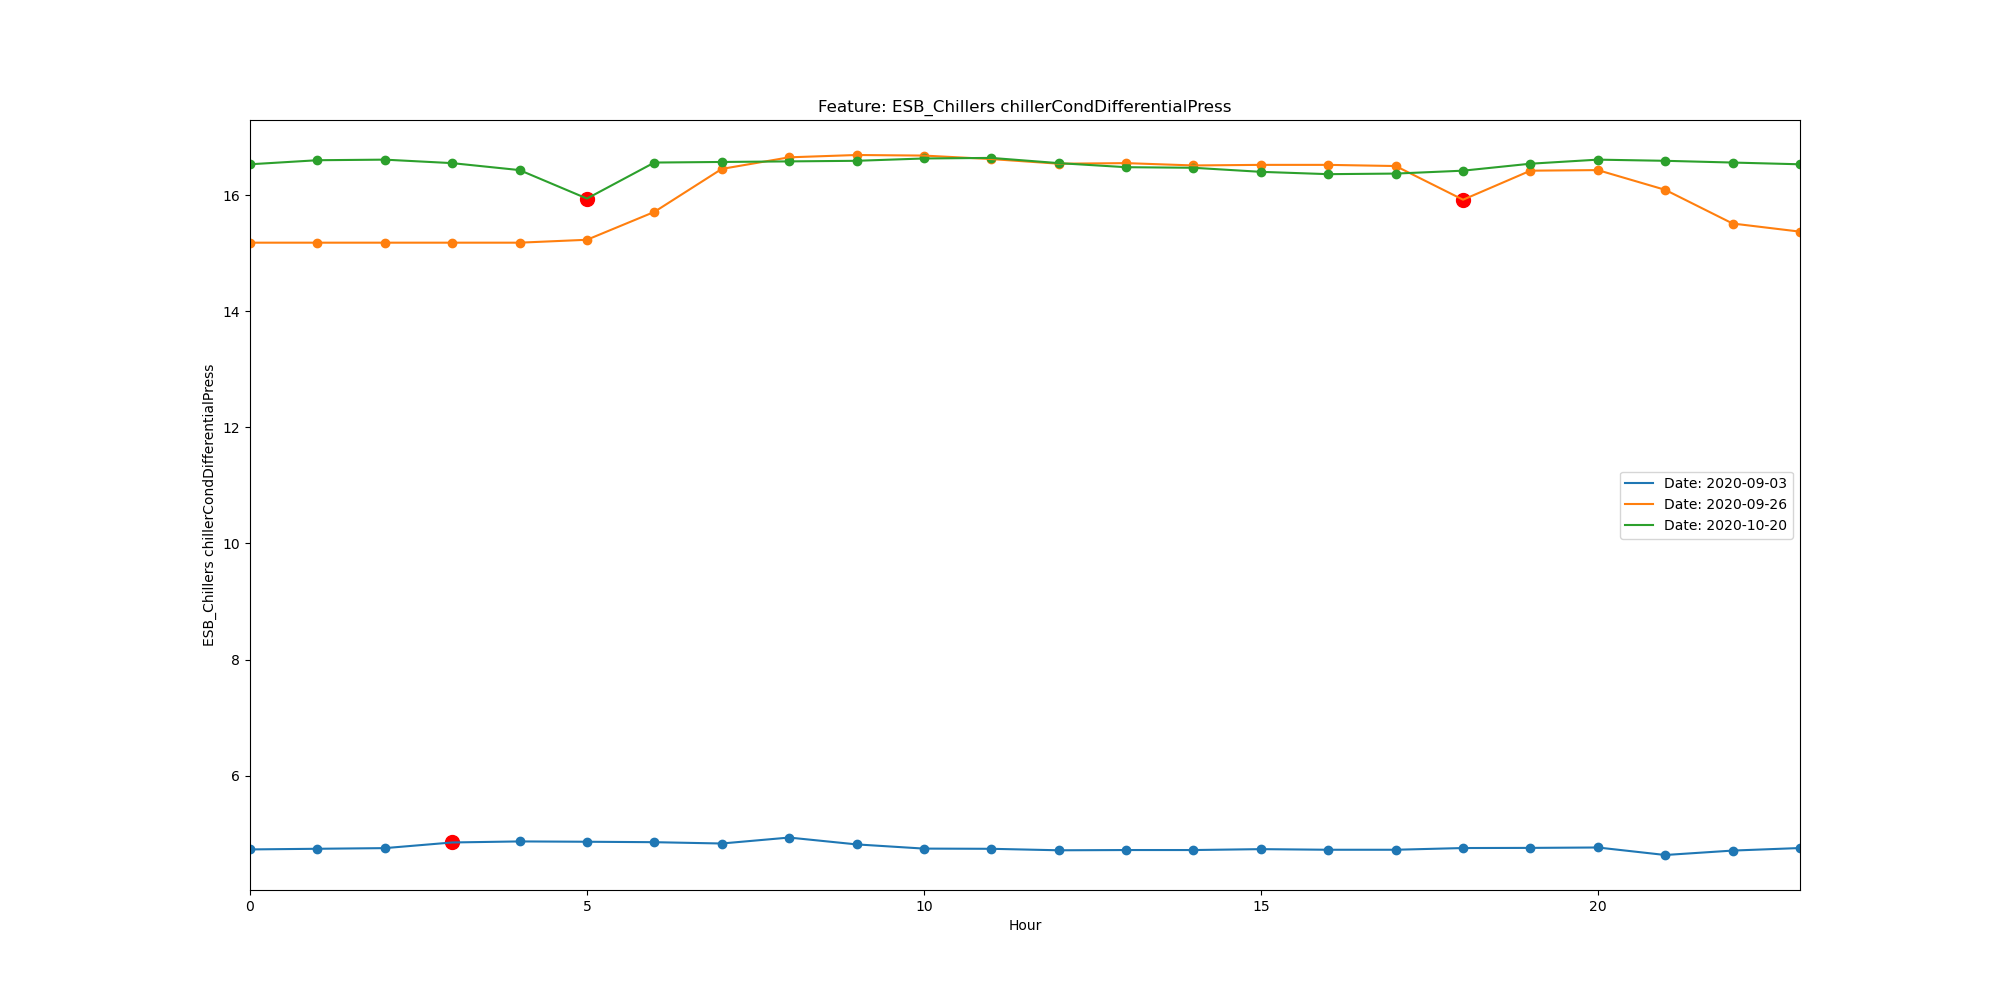 Feature: ESB_Chillers chillerCondDifferentialPress
ESB_Chillers chillerCondDifferentialPress
16
14
12
10
8
6
Date: 2020-09-03
Date: 2020-09-26
Date: 2020-10-20
0 5 10 15 20
Hour